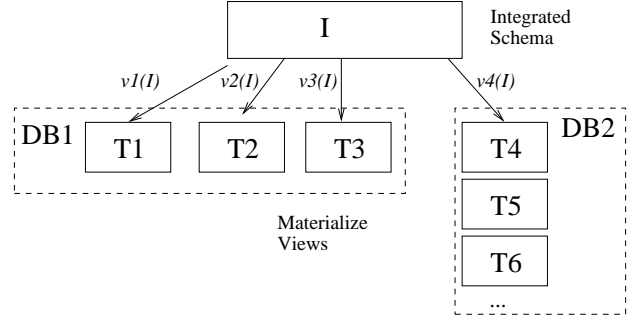 I
Integrated
Schema
v1(I)
v2(I)
v3(I)
v4(I)
DB1
T1
T2
T3
DB2
T4
T5
T6
...
Materialize
Views